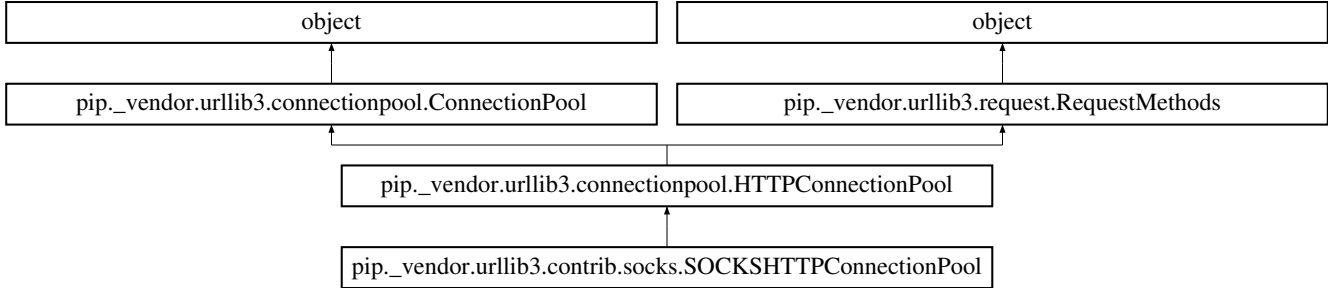 object
object
pip._vendor.urllib3.connectionpool.ConnectionPool
pip._vendor.urllib3.request.RequestMethods
pip._vendor.urllib3.connectionpool.HTTPConnectionPool
pip._vendor.urllib3.contrib.socks.SOCKSHTTPConnectionPool